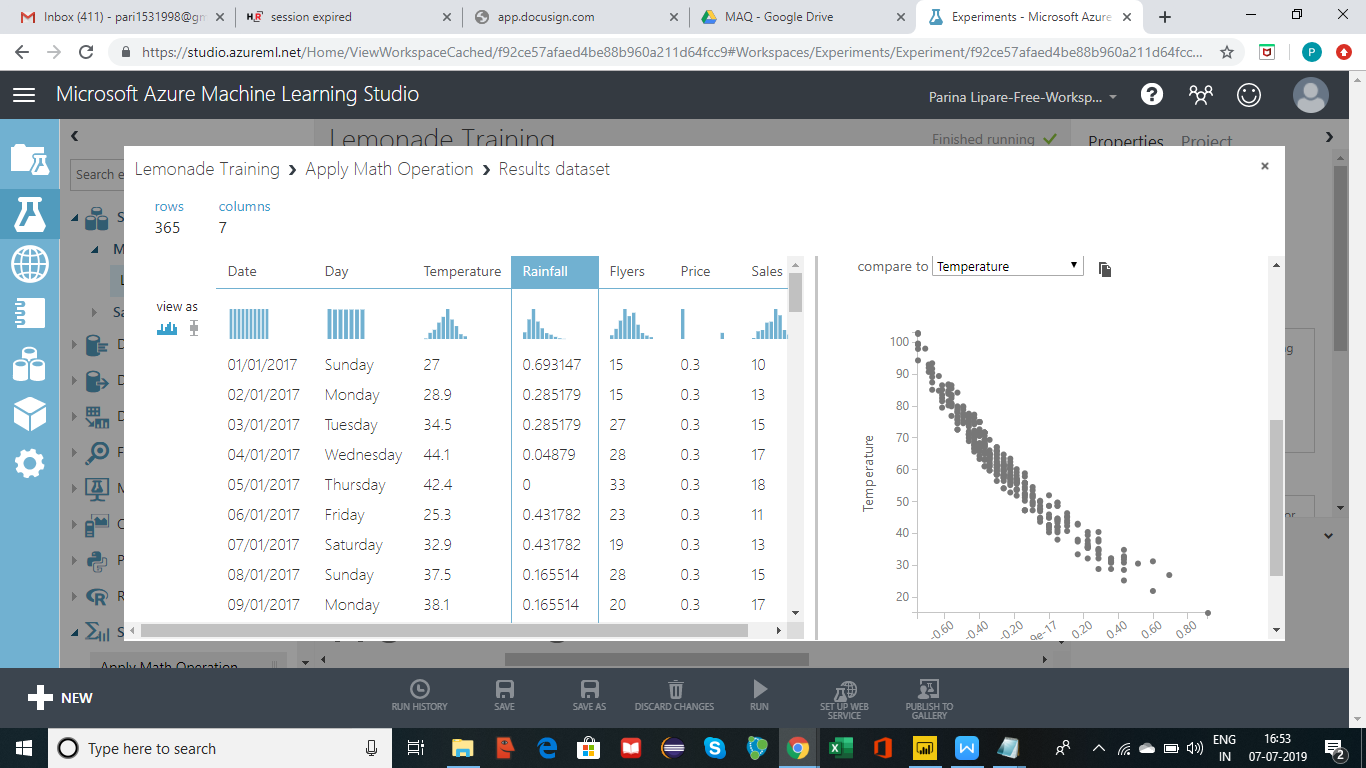 Inbox (411) - pari1531998@gm
session expired
app.docusign.com
MAQ - Google Drive
Experiments - Microsoft Azure
https://studio.azureml.net/Home/ViewWorkspaceCached/f92ce57afaed4be88b960a211d64fcc9#Workspaces/Experiments/Experiment/f92ce57afaed4be88b960a211d64fcc...
P
Microsoft Azure Machine Learning Studio
Parina Lipare-Free-Worksp...
Lemonade Training
Finished running
Properties Project
Search e
Lemonade Training > Apply Math Operation > Results dataset
rows columns
365 7
view as
Date Day Temperature Rainfall Flyers Price Sales
01/01/2017 Sunday 27 0.693147 15 0.3 10
02/01/2017 Monday 28.9 0.285179 15 0.3 13
03/01/2017 Tuesday 34.5 0.285179 27 0.3 15
04/01/2017 Wednesday 44.1 0.04879 28 0.3 17
05/01/2017 Thursday 42.4 0 33 0.3 18
06/01/2017 Friday 25.3 0.431782 23 0.3 11
07/01/2017 Saturday 32.9 0.431782 19 0.3 13
08/01/2017 Sunday 37.5 0.165514 28 0.3 15
09/01/2017 Monday 38.1 0.165514 20 0.3 17
compare to Temperature
100
90
80
70
60
50
40
30
20
Temperature
-0.60 -0.40 -0.20 9e-17 0.20 0.40 0.60 0.80
Apply Math Operation
NEW
RUN HISTORY
SAVE
SAVE AS
DISCARD CHANGES
RUN
SET UP WEB SERVICE
PUBLISH TO GALLERY
Type here to search
ENG
IN
16:53
07-07-2019
2